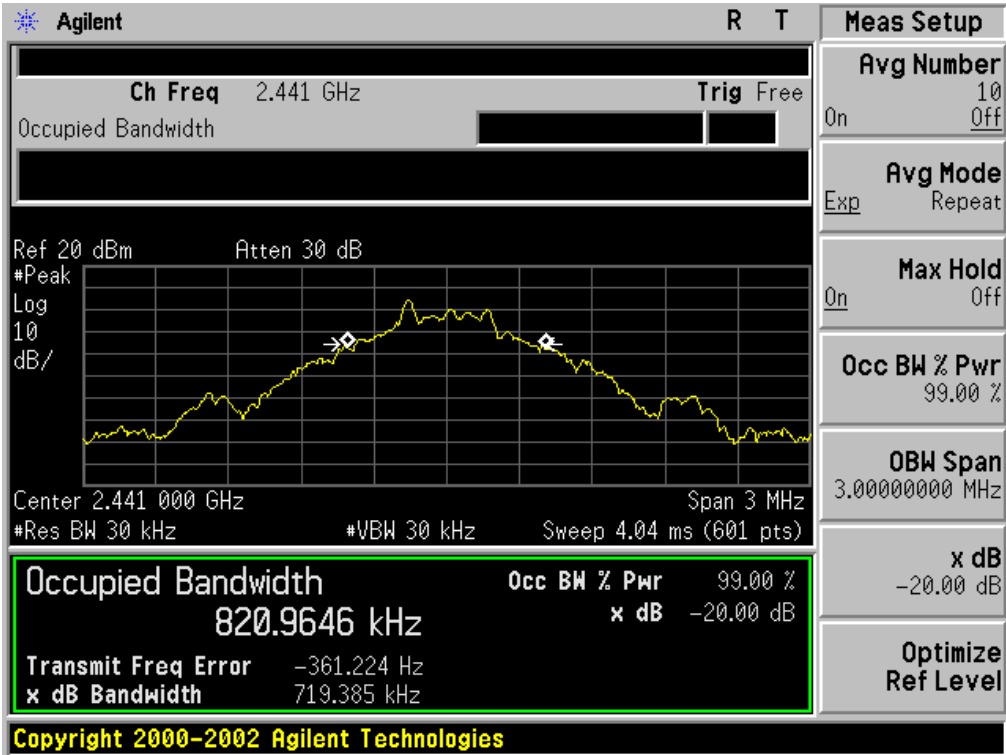 Agilent R T
Ch Freq 2.441 GHz Trig Free
Occupied Bandwidth
Ref 20 dBm Atten 30 dB
#Peak
Log
10
dB/
Center 2.441 000 GHz Span 3 MHz
#Res BW 30 kHz #VBW 30 kHz Sweep 4.04 ms (601 pts)
Occupied Bandwidth Occ BW % Pwr 99.00 %
820.9646 kHz x dB -20.00 dB
Transmit Freq Error -361.224 Hz
x dB Bandwidth 719.385 kHz
Copyright 2000-2002 Agilent Technologies
Meas Setup
Avg Number
10
On Off
Avg Mode
Exp Repeat
Max Hold
On Off
Occ BW % Pwr
99.00 %
OBW Span
3.00000000 MHz
x dB
-20.00 dB
Optimize
Ref Level